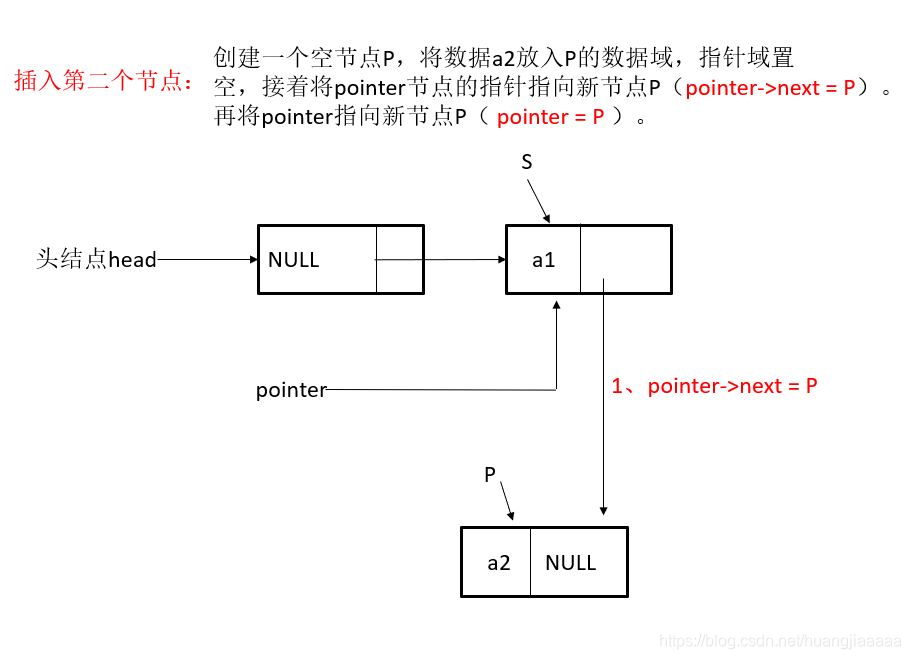 插入第二个节点：
创建一个空节点P，将数据a2放入P的数据域，指针域置
空，接着将pointer节点的指针指向新节点P（pointer->next = P）。
再将pointer指向新节点P（ pointer = P ）。
S
头结点head
NULL
a1
pointer
1、pointer->next = P
P
a2
NULL
https://blog.csdn.net/huangjiaaaaa